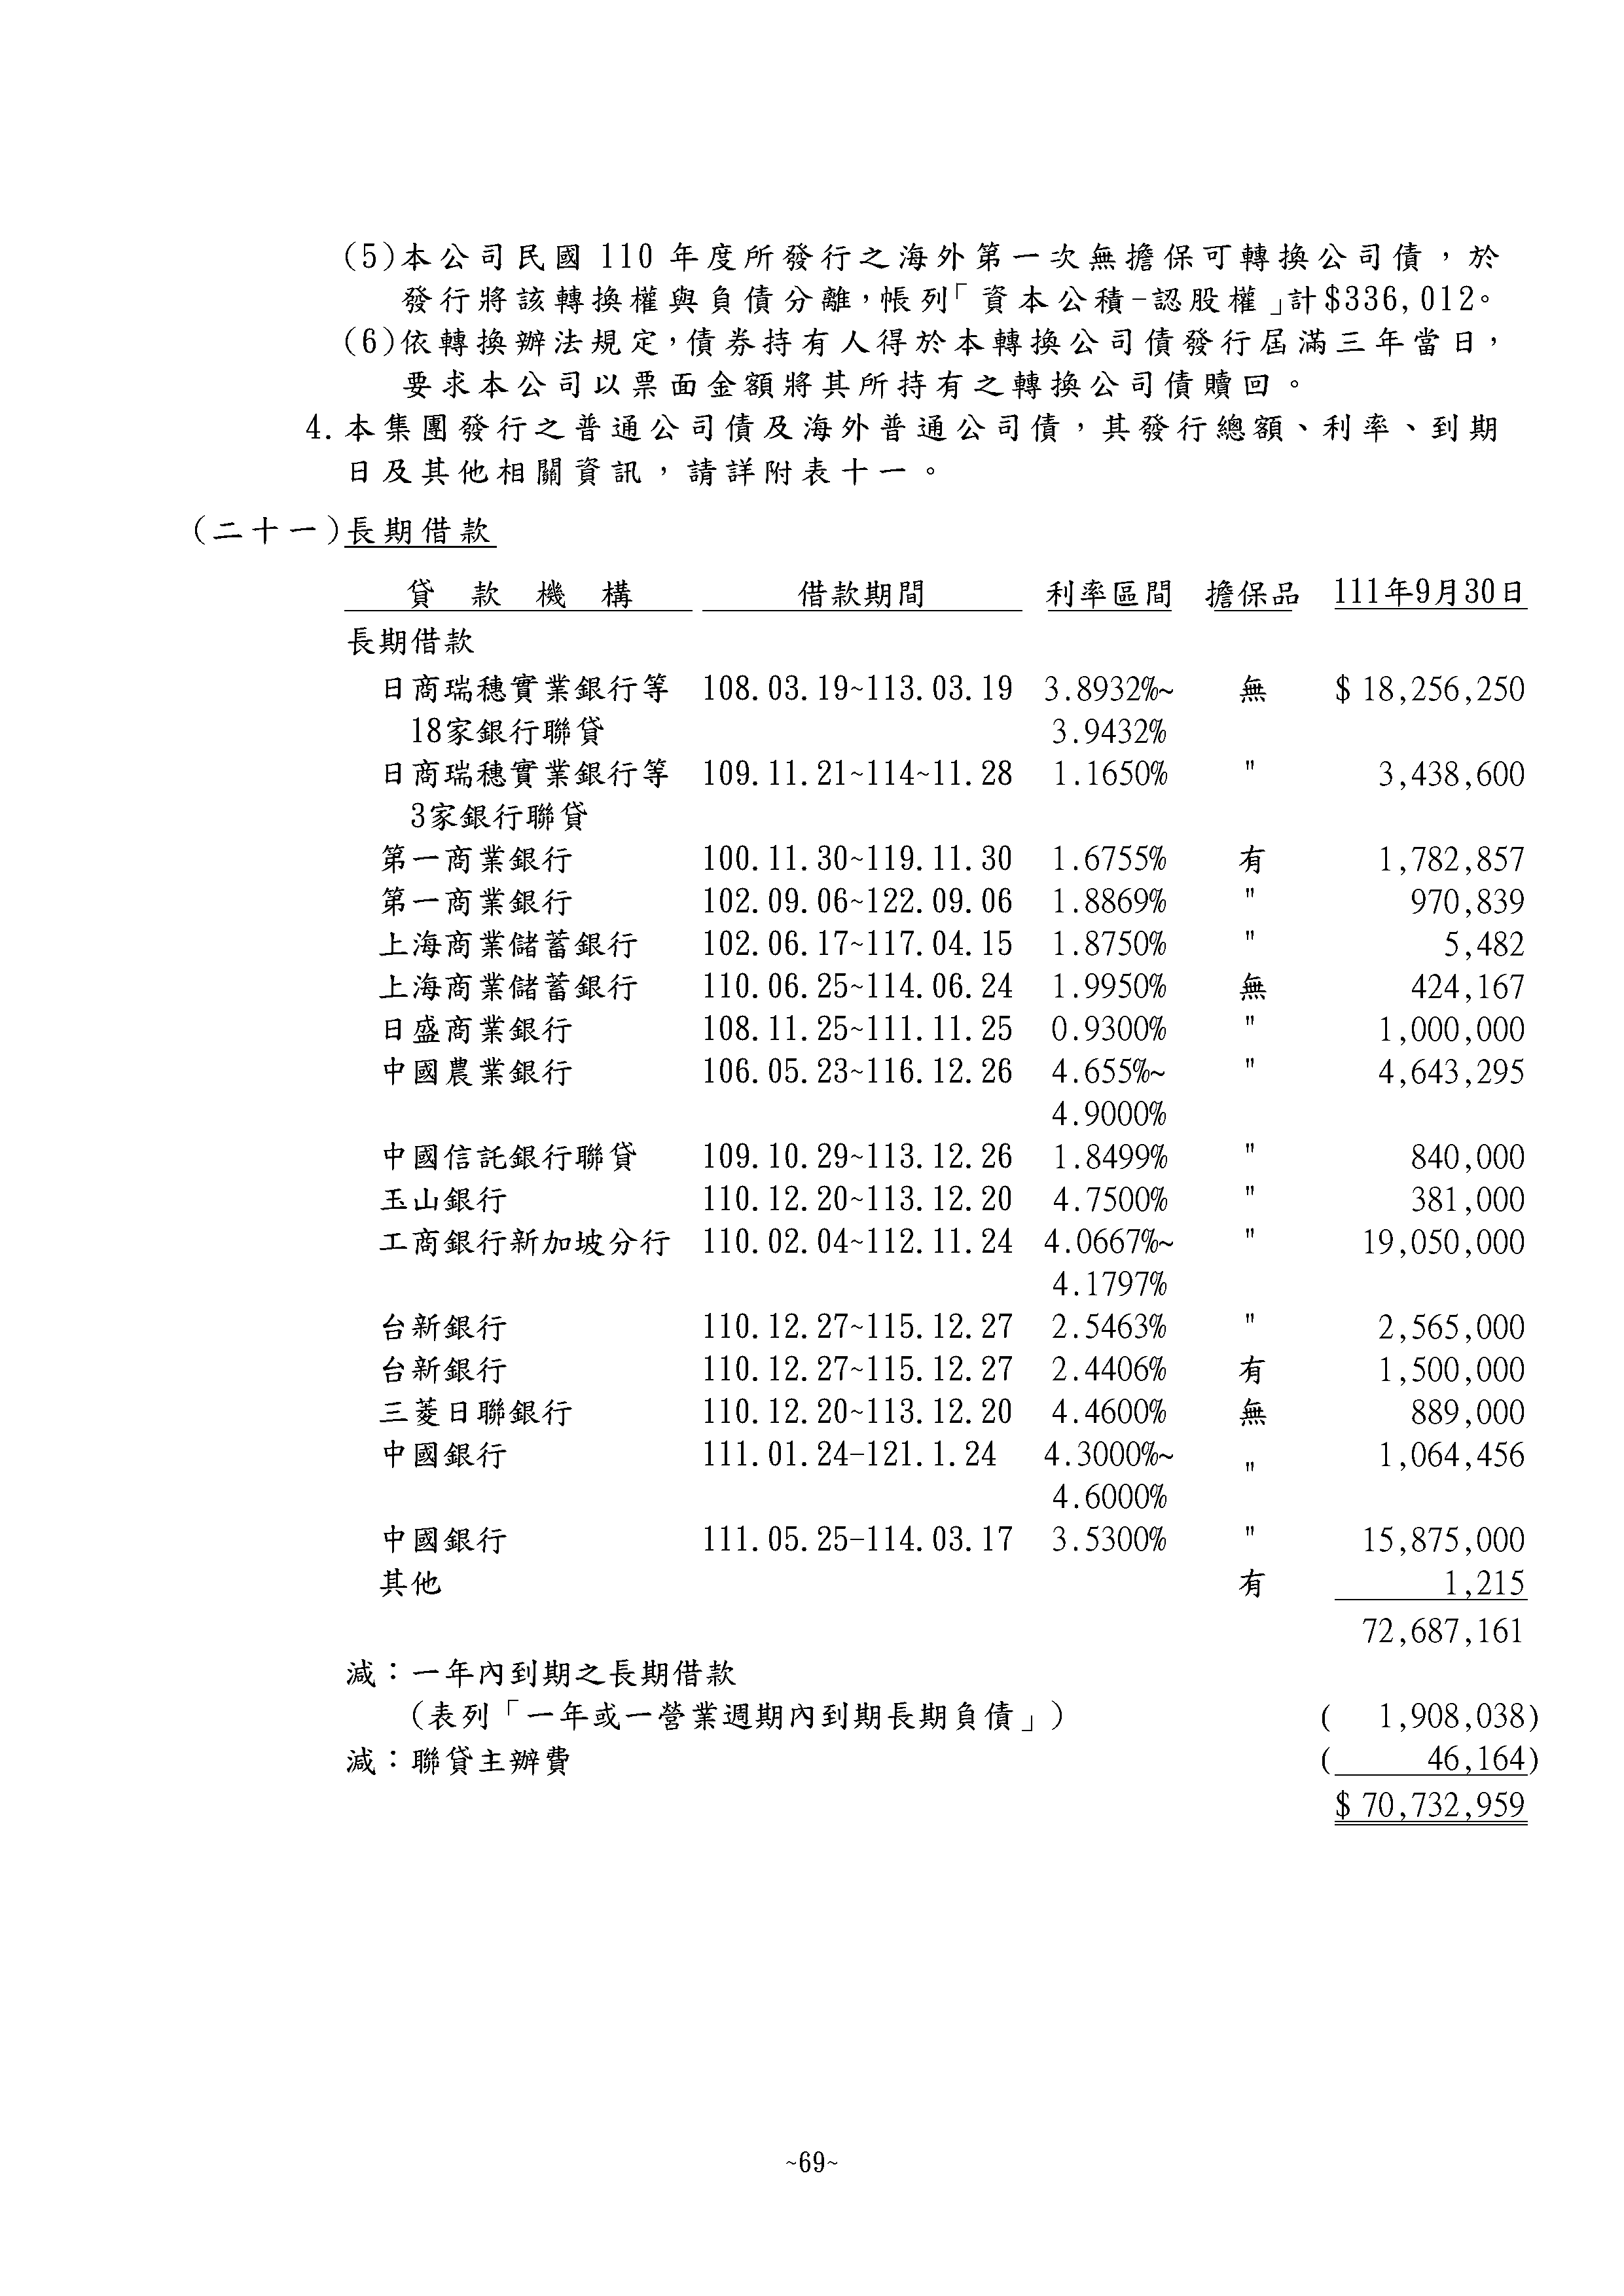 (5)本公司民國 110 年度所發行之海外第一次無擔保可轉換公司債，於
發行將該轉換權與負債分離，帳列「資本公積-認股權」計$336,012。
(6)依轉換辦法規定，債券持有人得於本轉換公司債發行屆滿三年當日，
要求本公司以票面金額將其所持有之轉換公司債贖回。
4.本集團發行之普通公司債及海外普通公司債，其發行總額、利率、到期
日及其他相關資訊，請詳附表十一。
(二十一)長期借款
貸 款 機 構 借款期間 利率區間 擔保品 111年9月30日
長期借款
日商瑞穗實業銀行等 108.03.19~113.03.19 3.8932%~ 無 $ 18,256,250
18家銀行聯貸 3.9432%
日商瑞穗實業銀行等 109.11.21~114~11.28 1.1650% " 3,438,600
3家銀行聯貸
第一商業銀行 100.11.30~119.11.30 1.6755% 有 1,782,857
第一商業銀行 102.09.06~122.09.06 1.8869% " 970,839
上海商業儲蓄銀行 102.06.17~117.04.15 1.8750% " 5,482
上海商業儲蓄銀行 110.06.25~114.06.24 1.9950% 無 424,167
日盛商業銀行 108.11.25~111.11.25 0.9300% " 1,000,000
中國農業銀行 106.05.23~116.12.26 4.655%~ " 4,643,295
4.9000%
中國信託銀行聯貸 109.10.29~113.12.26 1.8499% " 840,000
玉山銀行 110.12.20~113.12.20 4.7500% " 381,000
工商銀行新加坡分行 110.02.04~112.11.24 4.0667%~ " 19,050,000
4.1797%
台新銀行 110.12.27~115.12.27 2.5463% " 2,565,000
台新銀行 110.12.27~115.12.27 2.4406% 有 1,500,000
三菱日聯銀行 110.12.20~113.12.20 4.4600% 無 889,000
中國銀行 111.01.24-121.1.24 4.3000%~ " 1,064,456
4.6000%
中國銀行 111.05.25-114.03.17 3.5300% " 15,875,000
其他 有 1,215
72,687,161
減：一年內到期之長期借款
(表列「一年或一營業週期內到期長期負債」) ( 1,908,038)
減：聯貸主辦費 ( 46,164)
$ 70,732,959
~69~